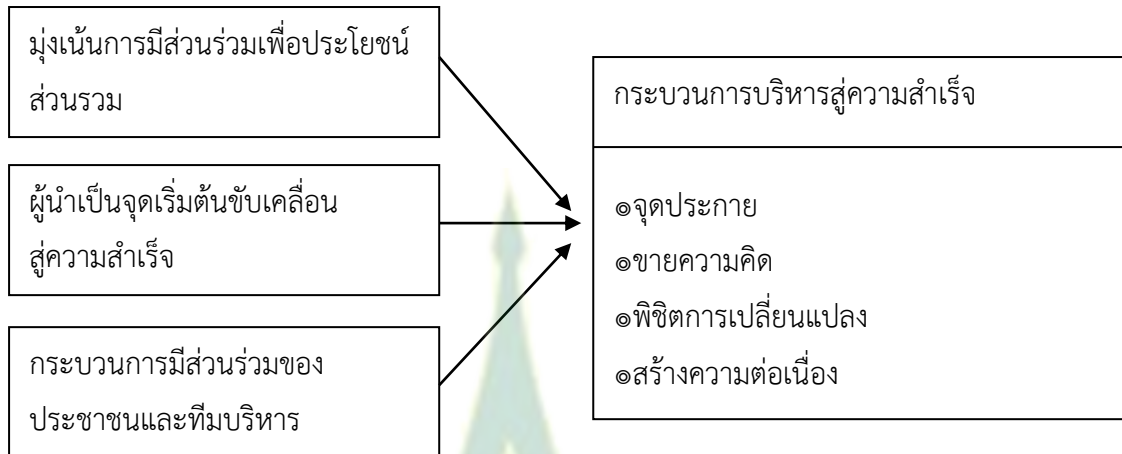 มุ่งเน้นการมีส่วนร่วมเพื่อประโยชน์
ส่วนรวม
ผู้นำเป็นจุดเริ่มต้นขับเคลื่อน
สู่ความสำเร็จ
กระบวนการมีส่วนร่วมของ
ประชาชนและทีมบริหาร
กระบวนการบริหารสู่ความสำเร็จ
๏จุดประกาย
๏ขายความคิด
๏พิชิตการเปลี่ยนแปลง
๏สร้างความต่อเนื่อง